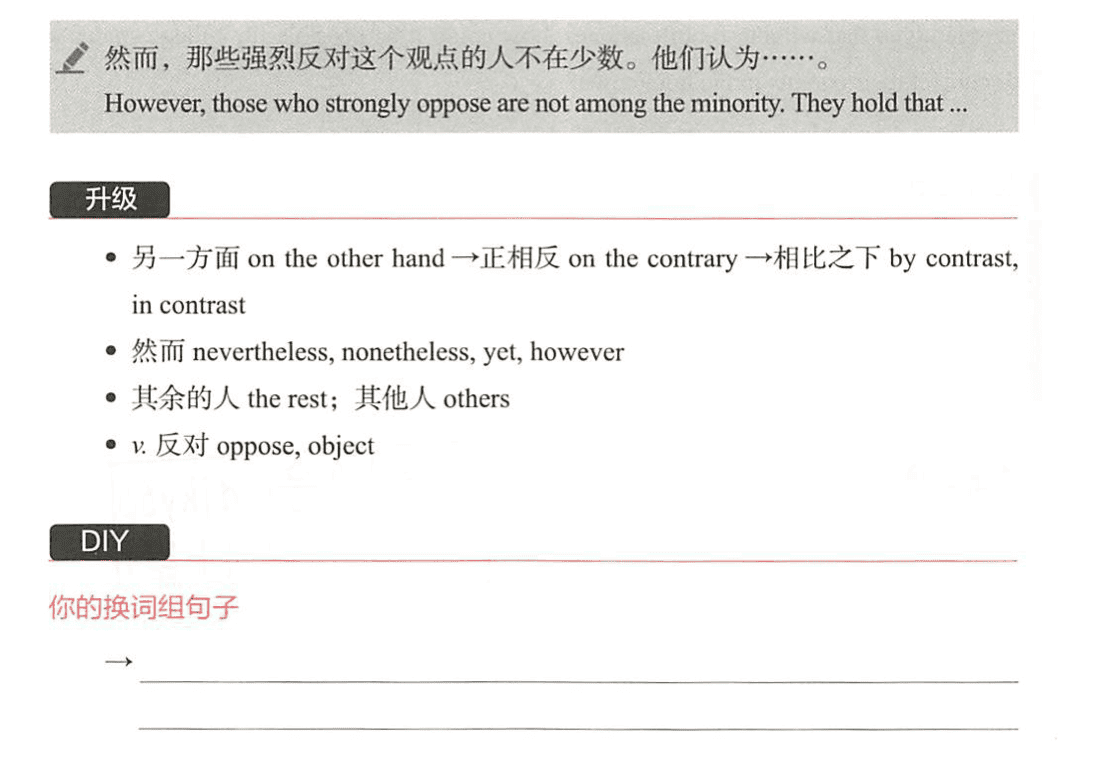 然而，那些强烈反对这个观点的人不在少数。他们认为……。
However, those who strongly oppose are not among the minority. They hold that ...
升级
• 另一方面 on the other hand →正相反 on the contrary →相比之下 by contrast,
in contrast
• 然而 nevertheless, nonetheless, yet, however
• 其余的人 the rest；其他人 others
• v. 反对 oppose, object
DIY
你的换词组句子
→